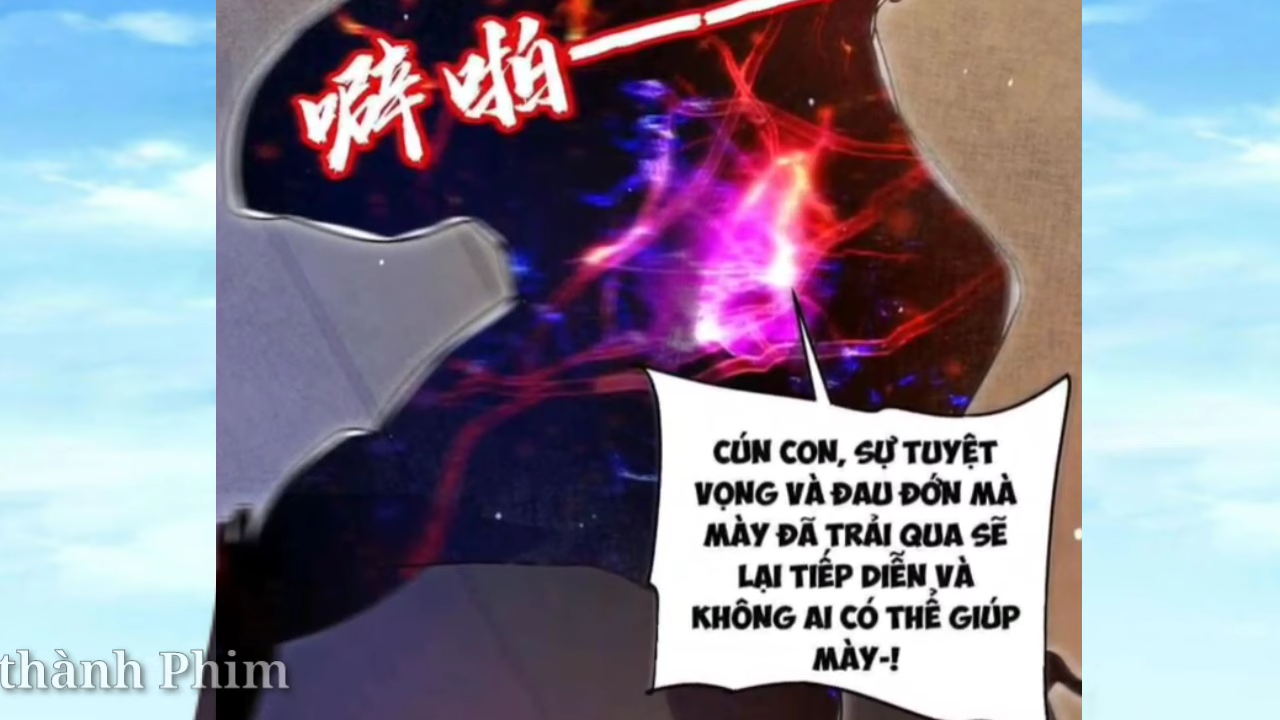 噼啪——
CÚN CON, SỰ TUYỆT
VỌNG VÀ ĐAU ĐỚN MÀ
MÀY ĐÃ TRẢI QUA SẼ
LẠI TIẾP DIỄN VÀ
KHÔNG AI CÓ THỂ GIÚP
MÀY-!
thành Phim